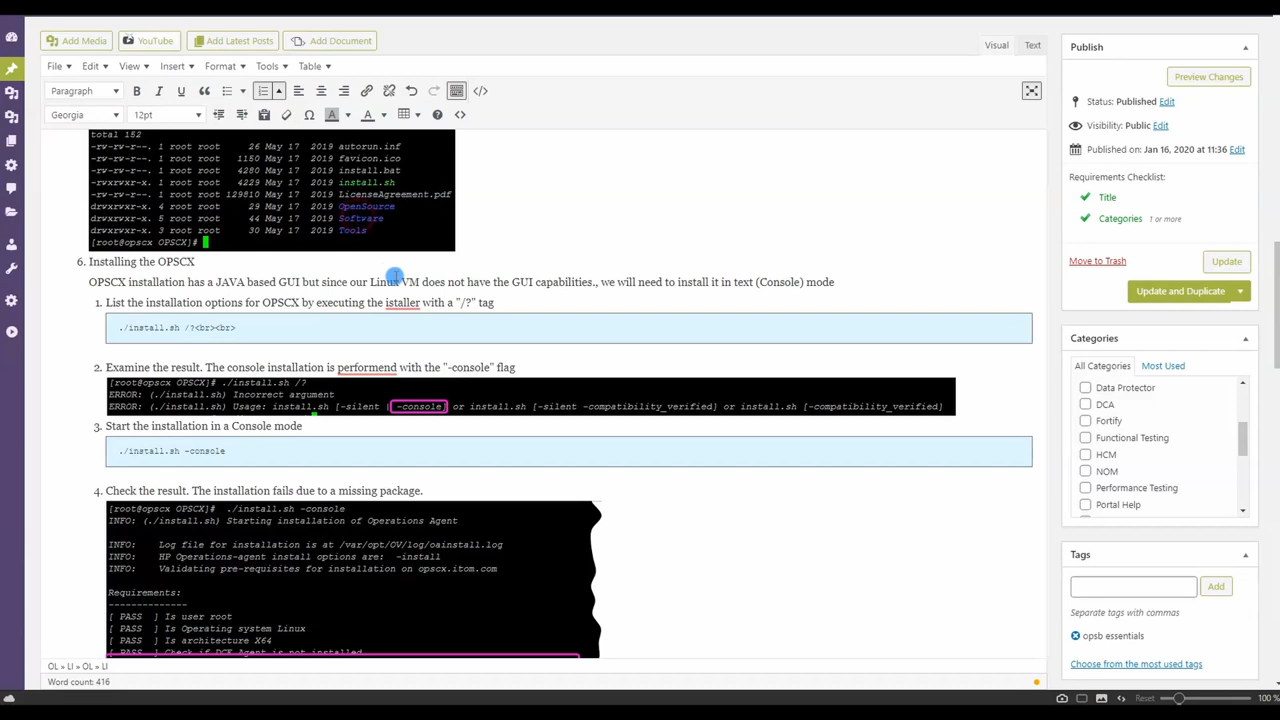 Add Media YouTube Add Latest Posts Add Document
Visual Text
File Edit View Insert Format Tools Table
Paragraph
Georgia 12pt
total 152
-rw-rw-r--. 1 root root 26 May 17 2019 autorun.inf
-rw-rw-r--. 1 root root 1150 May 17 2019 favicon.ico
-rw-rw-r--. 1 root root 4280 May 17 2019 install.bat
-rwxrwxr-x. 1 root root 4229 May 17 2019 install.sh
-rw-rw-r--. 1 root root 129810 May 17 2019 LicenseAgreement.pdf
drwxrwxr-x. 4 root root 29 May 17 2019 OpenSource
drwxrwxr-x. 5 root root 44 May 17 2019 Software
drwxrwxr-x. 3 root root 30 May 17 2019 Tools
[root@opscx OPSCX]#
6. Installing the OPSCX
OPSCX installation has a JAVA based GUI but since our Linux VM does not have the GUI capabilities., we will need to install it in text (Console) mode
1. List the installation options for OPSCX by executing the istaller with a "/?" tag
./install.sh /?<br><br>
2. Examine the result. The console installation is performend with the "-console" flag
[root@opscx OPSCX]# ./install.sh /?
ERROR: (./install.sh) Incorrect argument
ERROR: (./install.sh) Usage: install.sh [-silent | -console] or install.sh [-silent -compatibility_verified] or install.sh [-compatibility_verified]
3. Start the installation in a Console mode
./install.sh -console
4. Check the result. The installation fails due to a missing package.
[root@opscx OPSCX]# ./install.sh -console
INFO: (./install.sh) Starting installation of Operations Agent
INFO: Log file for installation is at /var/opt/OV/log/oainstall.log
INFO: HP Operations-agent install options are: -install
INFO: Validating pre-requisites for installation on opscx.itom.com
Requirements:
--------------
[ PASS ] Is user root
[ PASS ] Is Operating system Linux
[ PASS ] Is architecture X64
[ PASS ] Check if DCE Agent is not installed
OL » LI » OL » LI
Word count: 416
Publish
Preview Changes
Status: Published Edit
Visibility: Public Edit
Published on: Jan 16, 2020 at 11:36 Edit
Requirements Checklist:
Title
Categories 1 or more
Move to Trash Update
Update and Duplicate
Categories
All Categories Most Used
Data Protector
DCA
Fortify
Functional Testing
HCM
NOM
Performance Testing
Portal Help
Tags
Add
Separate tags with commas
opsb essentials
Choose from the most used tags
Reset 100 %